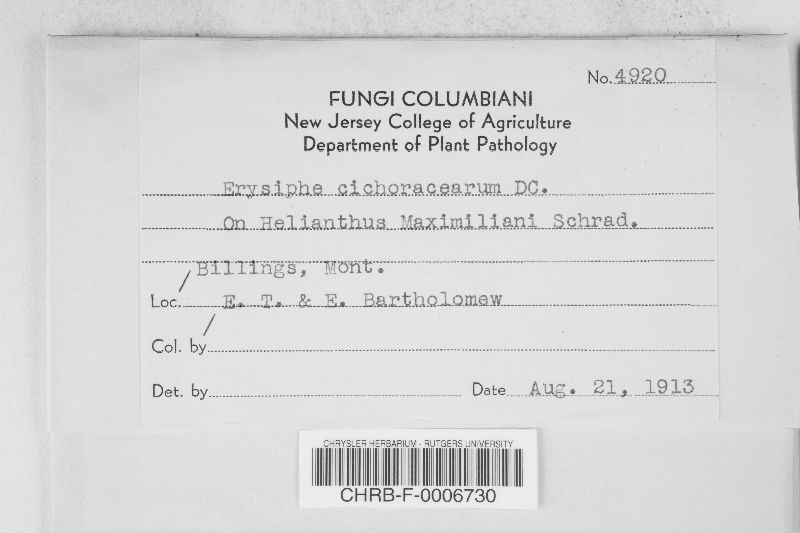 No. 4920
FUNGI COLUMBIANI
New Jersey College of Agriculture
Department of Plant Pathology
Erysiphe cichoracearum DC.
On Helianthus Maximiliani Schrad.
Billings, Mont.
Loc. E. T. & E. Bartholomew
Col. by
Det. by Date Aug. 21, 1913
CHRYSLER HERBARIUM - RUTGERS UNIVERSITY
CHRB-F-0006730